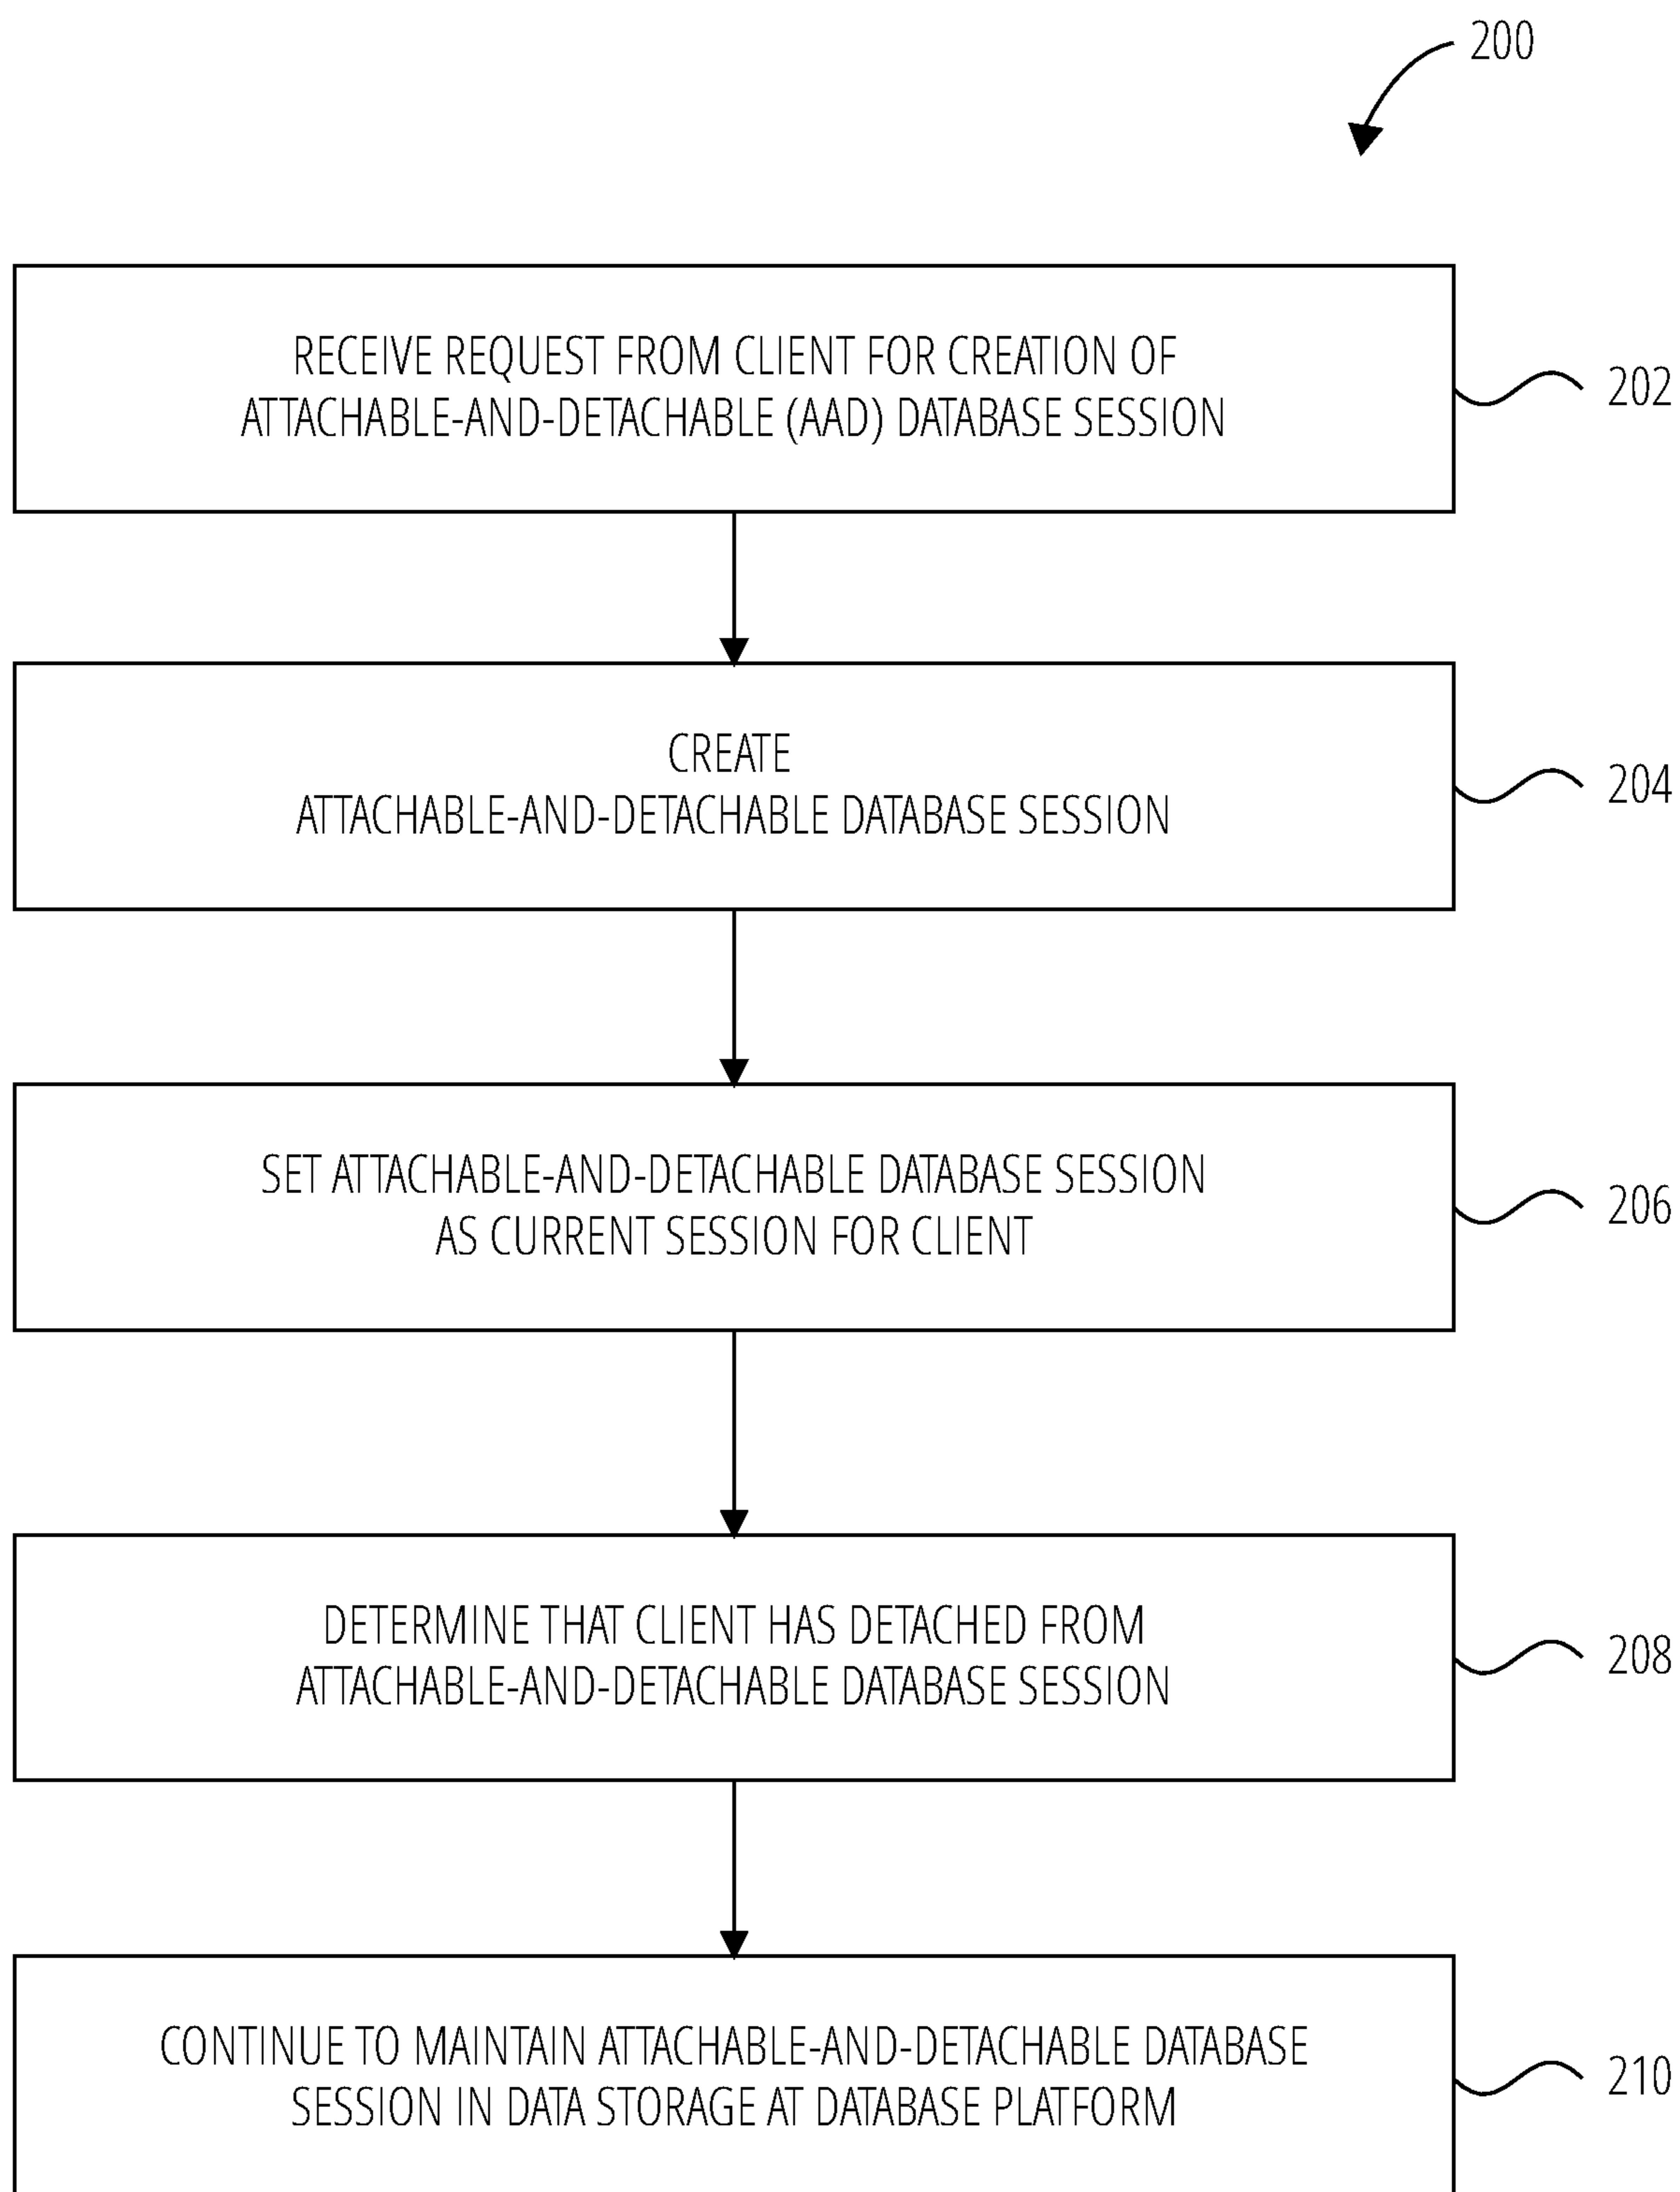 200
RECEIVE REQUEST FROM CLIENT FOR CREATION OF
ATTACHABLE-AND-DETACHABLE (AAD) DATABASE SESSION
202
CREATE
ATTACHABLE-AND-DETACHABLE DATABASE SESSION
204
SET ATTACHABLE-AND-DETACHABLE DATABASE SESSION
AS CURRENT SESSION FOR CLIENT
206
DETERMINE THAT CLIENT HAS DETACHED FROM
ATTACHABLE-AND-DETACHABLE DATABASE SESSION
208
CONTINUE TO MAINTAIN ATTACHABLE-AND-DETACHABLE DATABASE
SESSION IN DATA STORAGE AT DATABASE PLATFORM
210